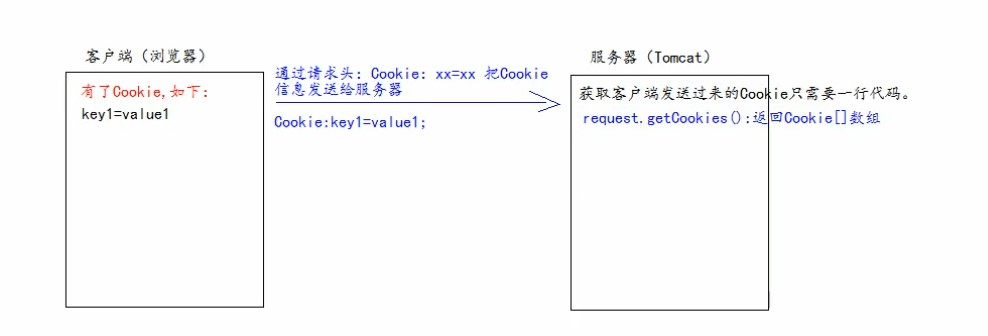 客户端（浏览器）
有了Cookie,如下:
key1=value1
通过请求头: Cookie: xx=xx 把Cookie
信息发送给服务器
Cookie:key1=value1;
服务器（Tomcat）
获取客户端发送过来的Cookie只需要一行代码。
request.getCookies():返回Cookie[]数组